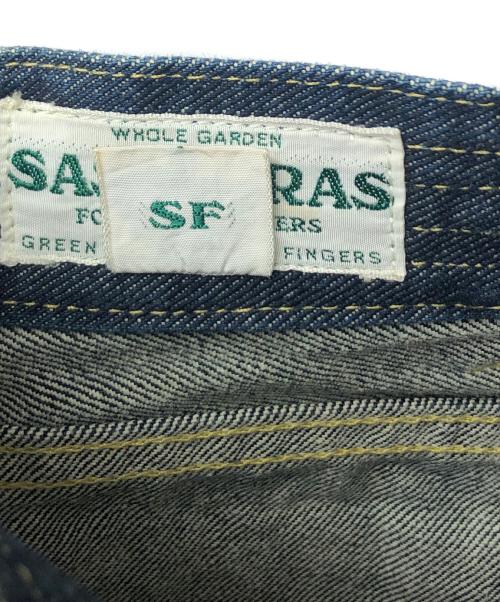 WHOLE GARDEN
SAS RAS
FO ERS
SF
GREEN FINGERS